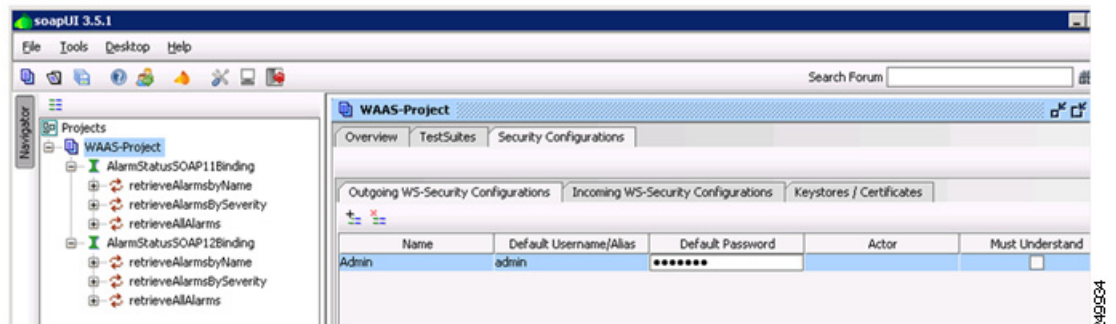 soapUI 3.5.1
File Tools Desktop Help
Search Forum
Navigator
Projects
WAAS-Project
AlarmStatusSOAP11Binding
retrieveAlarmsbyName
retrieveAlarmsBySeverity
retrieveAllAlarms
AlarmStatusSOAP12Binding
retrieveAlarmsbyName
retrieveAlarmsBySeverity
retrieveAllAlarms
WAAS-Project
Overview TestSuites Security Configurations
Outgoing WS-Security Configurations Incoming WS-Security Configurations Keystores / Certificates
Name Default Username/Alias Default Password Actor Must Understand
Admin admin •••••••
249934